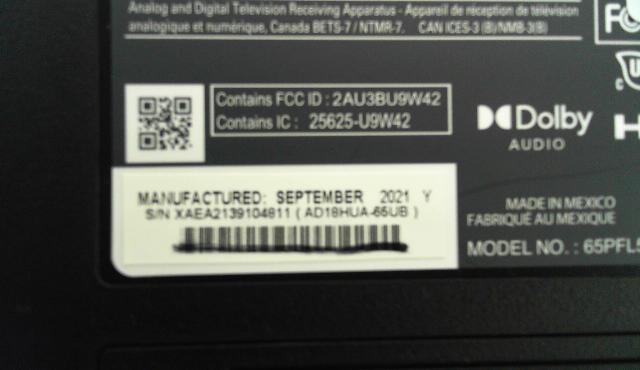 Analog and Digital Television Receiving Apparatus - Appareil de réception de télévision
analogique et numérique, Canada BETS-7 / NTMR-7. CAN ICES-3 (B)/NMB-3(B)
FC
Contains FCC ID : 2AU3BU9W42
Contains IC : 25625-U9W42
Dolby
AUDIO
MANUFACTURED: SEPTEMBER 2021 Y
S/N XAEA2139104811 ( AD18HUA-65UB )
MADE IN MEXICO
FABRIQUÉ AU MEXIQUE
MODEL NO. : 65PFL5